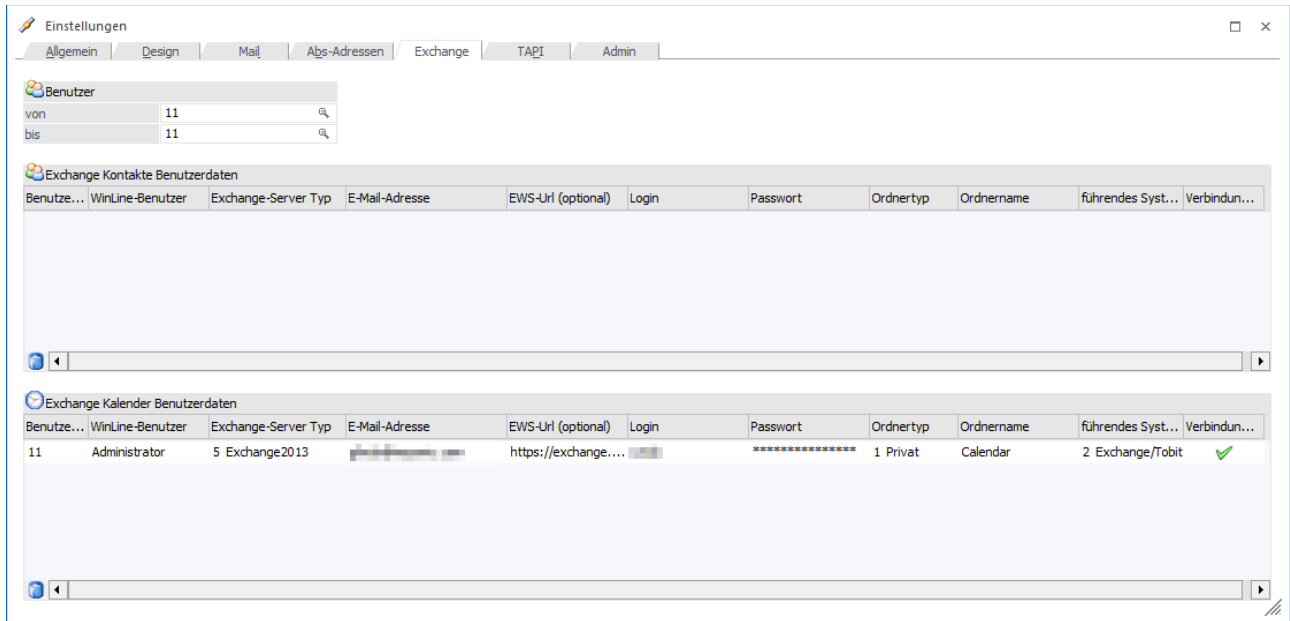 Einstellungen
Allgemein Design Mail Abs-Adressen Exchange TAPI Admin
Benutzer
von 11
bis 11
Exchange Kontakte Benutzerdaten
Benutze... WinLine-Benutzer Exchange-Server Typ E-Mail-Adresse EWS-Url (optional) Login Passwort Ordnertyp Ordnername führendes Syst... Verbindun...
Exchange Kalender Benutzerdaten
Benutze... WinLine-Benutzer Exchange-Server Typ E-Mail-Adresse EWS-Url (optional) Login Passwort Ordnertyp Ordnername führendes Syst... Verbindun...
11 Administrator 5 Exchange2013 https://exchange.... *************** 1 Privat Calendar 2 Exchange/Tobit